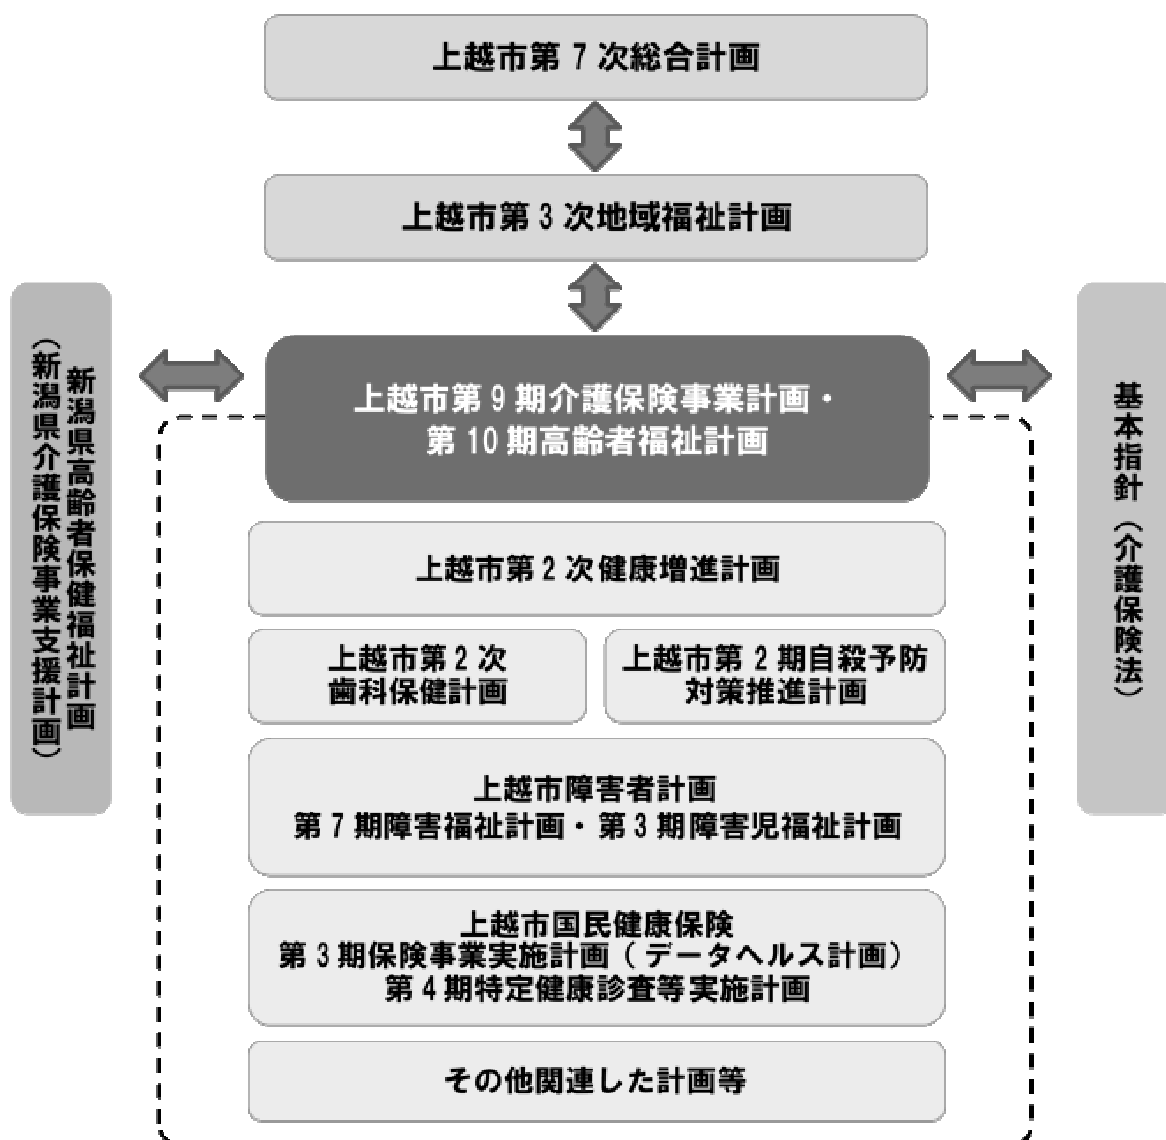 上越市第7次総合計画
上越市第3次地域福祉計画
新潟県高齢者保健福祉計画
(新潟県介護保険事業支援計画)
上越市第9期介護保険事業計画・
第10期高齢者福祉計画
基本指針(介護保険法)
上越市第2次健康増進計画
上越市第2次
歯科保健計画
上越市第2期自殺予防
対策推進計画
上越市障害者計画
第7期障害福祉計画・第3期障害児福祉計画
上越市国民健康保険
第3期保険事業実施計画(データヘルス計画)
第4期特定健康診査等実施計画
その他関連した計画等